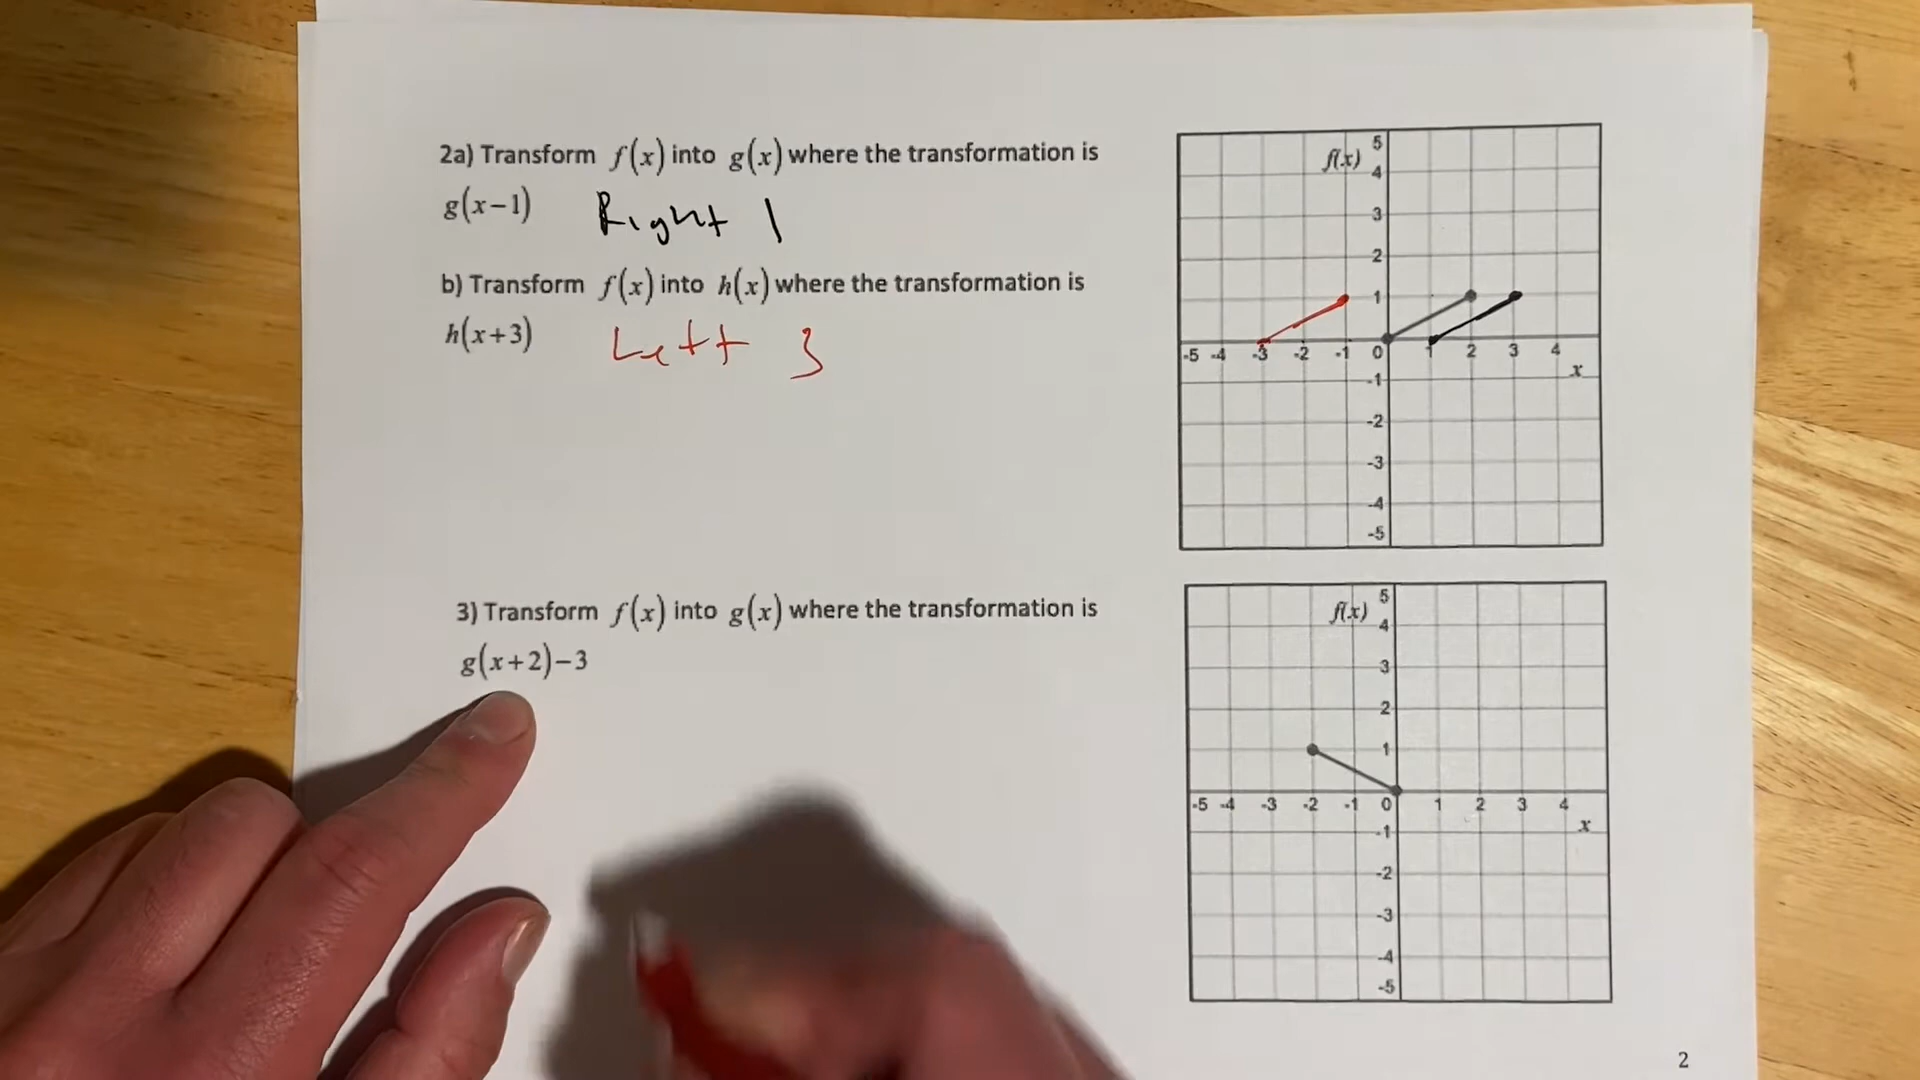 2a) Transform f(x) into g(x) where the transformation is
g(x−1) Right 1
b) Transform f(x) into h(x) where the transformation is
h(x+3) Left 3
f(x)
5
4
3
2
1
-5 -4 -3 -2 -1 0 1 2 3 4
x
-1
-2
-3
-4
-5
3) Transform f(x) into g(x) where the transformation is
g(x+2)−3
f(x)
5
4
3
2
1
-5 -4 -3 -2 -1 0 1 2 3 4
x
-1
-2
-3
-4
-5
2